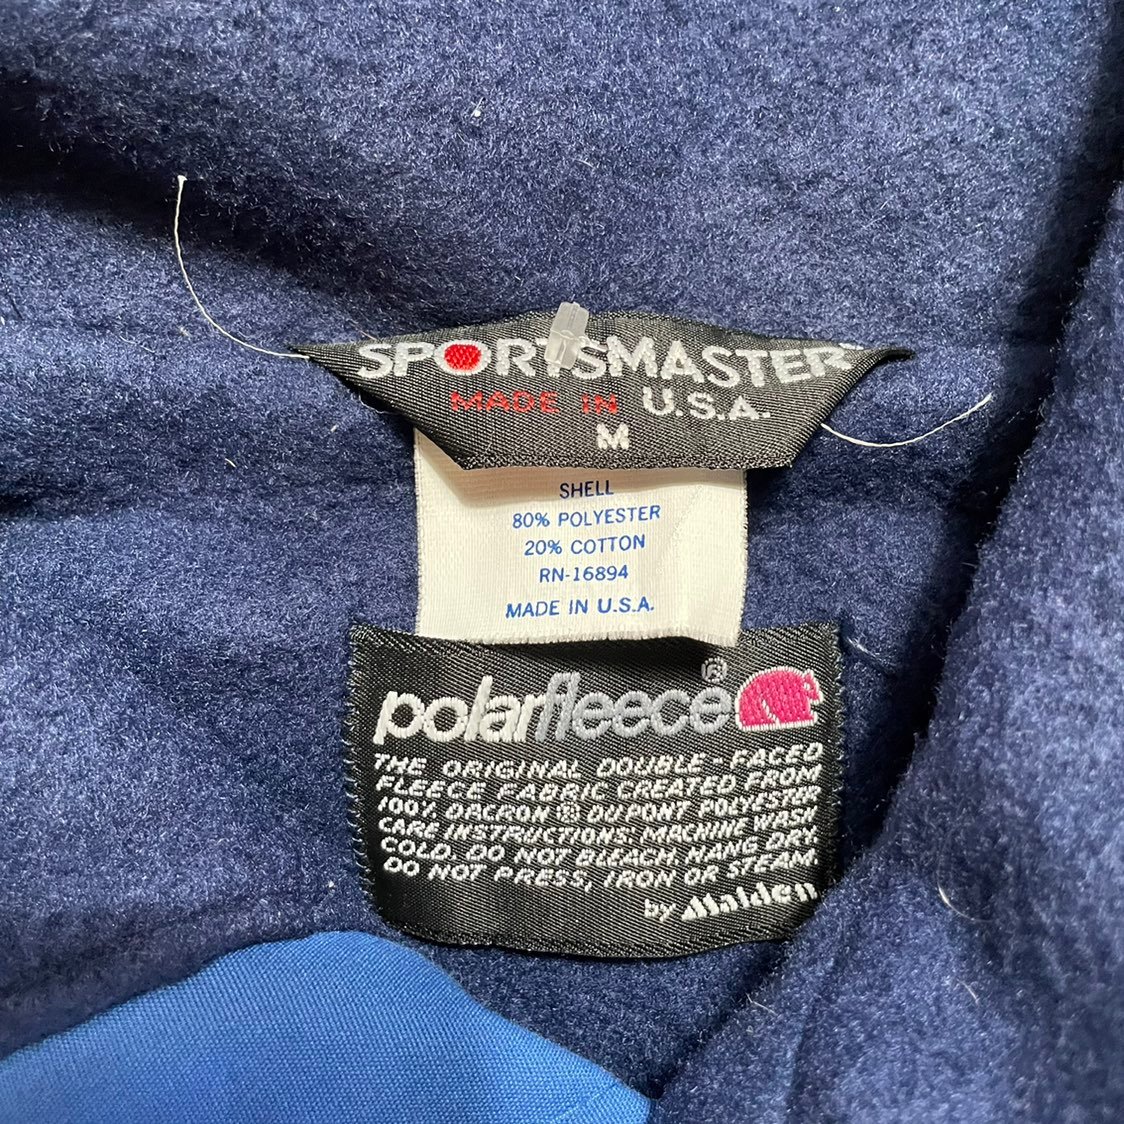 SPORTSMASTER
MADE IN U.S.A.
M
SHELL
80% POLYESTER
20% COTTON
RN-16894
MADE IN U.S.A.
polarfleece®
THE ORIGINAL DOUBLE-FACED
FLEECE FABRIC CREATED FROM
100% DACRON ® DUPONT POLYESTER
CARE INSTRUCTIONS: MACHINE WASH
COLD. DO NOT BLEACH. HANG DRY.
DO NOT PRESS, IRON OR STEAM.
by Malden